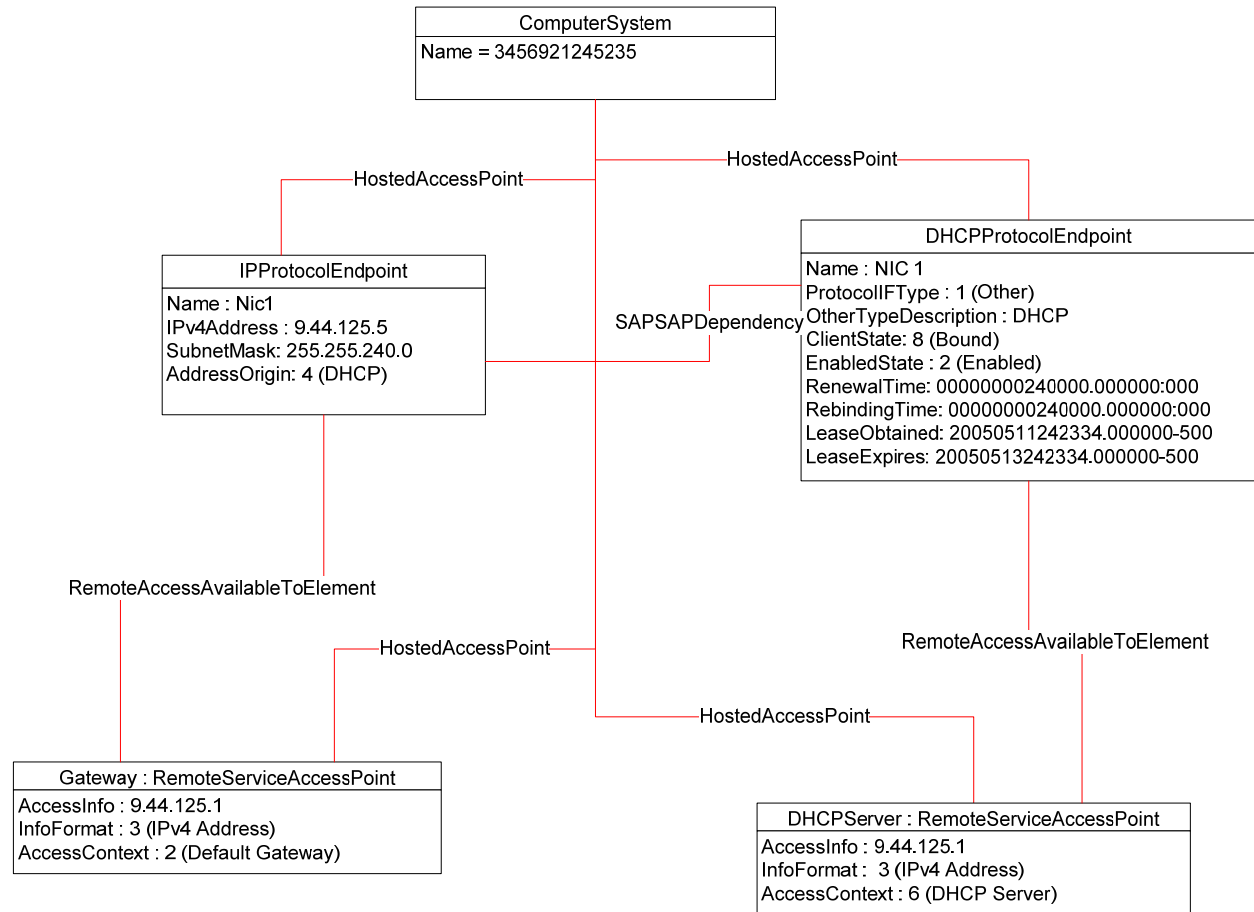 ComputerSystem
Name = 3456921245235
HostedAccessPoint
HostedAccessPoint
IPProtocolEndpoint
Name : Nic1
IPv4Address : 9.44.125.5
SubnetMask: 255.255.240.0
AddressOrigin: 4 (DHCP)
SAPSAPDependency
DHCPProtocolEndpoint
Name : NIC 1
ProtocolIFType : 1 (Other)
OtherTypeDescription : DHCP
ClientState: 8 (Bound)
EnabledState : 2 (Enabled)
RenewalTime: 00000000240000.000000:000
RebindingTime: 00000000240000.000000:000
LeaseObtained: 20050511242334.000000-500
LeaseExpires: 20050513242334.000000-500
RemoteAccessAvailableToElement
HostedAccessPoint
RemoteAccessAvailableToElement
HostedAccessPoint
Gateway : RemoteServiceAccessPoint
AccessInfo : 9.44.125.1
InfoFormat : 3 (IPv4 Address)
AccessContext : 2 (Default Gateway)
DHCPServer : RemoteServiceAccessPoint
AccessInfo : 9.44.125.1
InfoFormat :  3 (IPv4 Address)
AccessContext : 6 (DHCP Server)